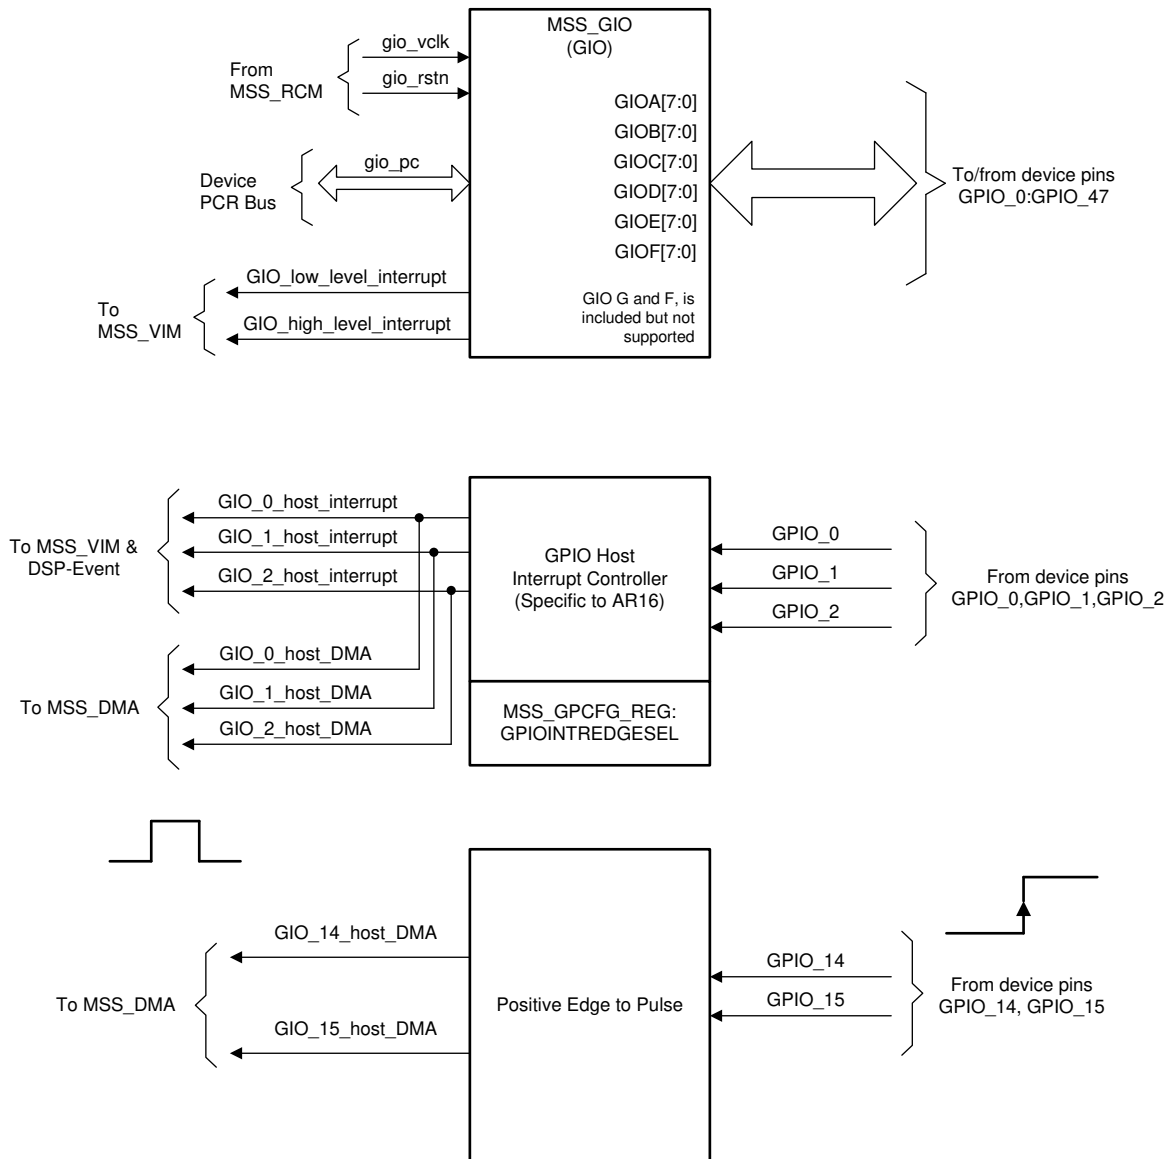 MSS_GIO
(GIO)
gio_vclk
gio_rstn
From
MSS_RCM
GIOA[7:0]
GIOB[7:0]
GIOC[7:0]
GIOD[7:0]
GIOE[7:0]
GIOF[7:0]
gio_pc
Device
PCR Bus
To/from device pins
GPIO_0:GPIO_47
GIO_low_level_interrupt
GIO_high_level_interrupt
To
MSS_VIM
GIO G and F, is
included but not
supported
GIO_0_host_interrupt
GIO_1_host_interrupt
GIO_2_host_interrupt
To MSS_VIM &
DSP-Event
GPIO Host
Interrupt Controller
(Specific to AR16)
GPIO_0
GPIO_1
GPIO_2
From device pins
GPIO_0,GPIO_1,GPIO_2
GIO_0_host_DMA
GIO_1_host_DMA
GIO_2_host_DMA
To MSS_DMA
MSS_GPCFG_REG:
GPIOINTREDGESEL
GIO_14_host_DMA
GIO_15_host_DMA
To MSS_DMA
Positive Edge to Pulse
GPIO_14
GPIO_15
From device pins
GPIO_14, GPIO_15